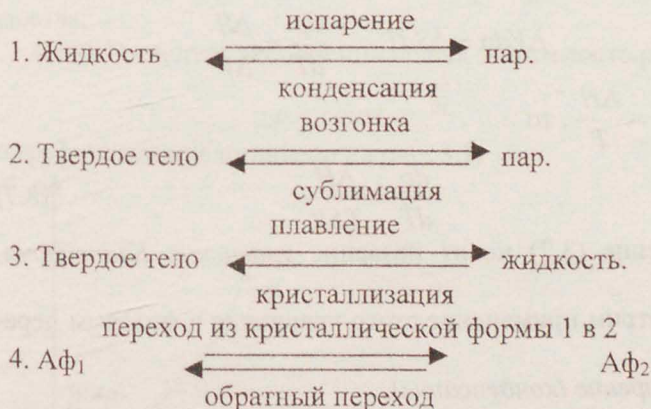 испарение
1. Жидкость пар.
конденсация
возгонка
2. Твердое тело пар.
сублимация
плавление
3. Твердое тело жидкость.
кристаллизация
переход из кристаллической формы 1 в 2
4. Аф₁ Аф₂
обратный переход